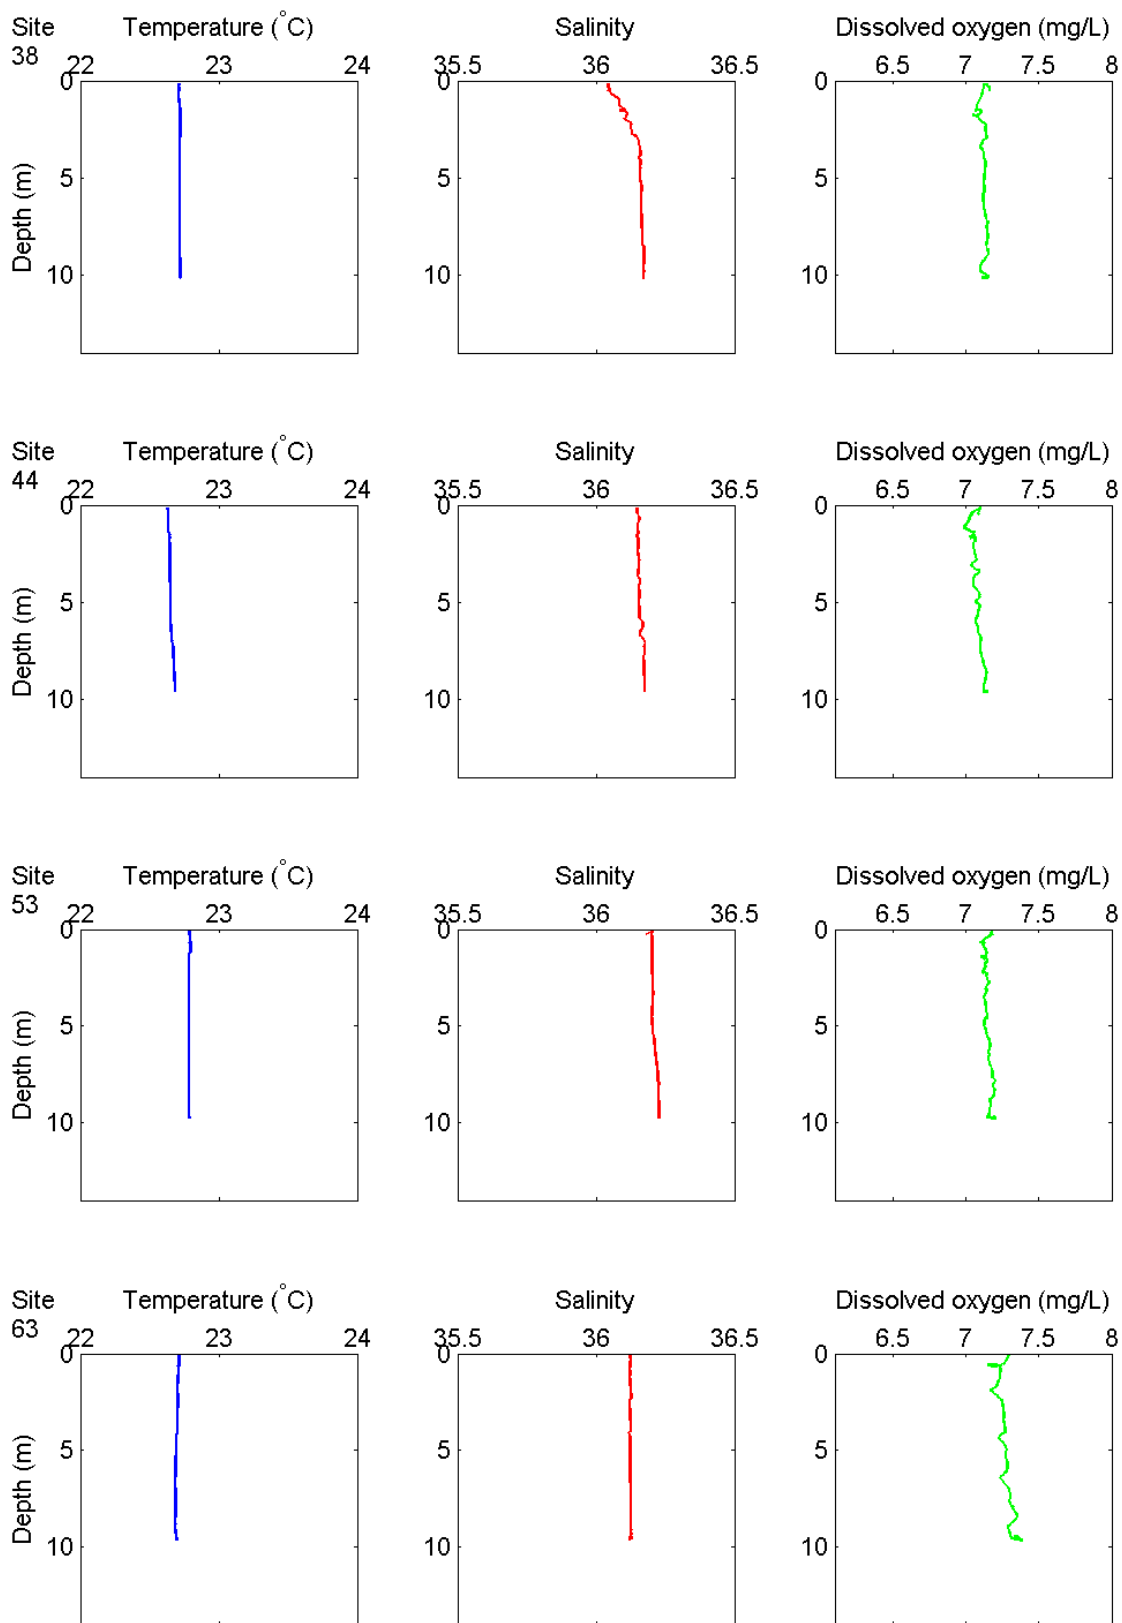 Site 38 Temperature (°C) Salinity Dissolved oxygen (mg/L)
22 23 24 35.5 36 36.5 6.5 7 7.5 8
0 0 0
5 5 5
10 10 10
Depth (m)
Site 44 Temperature (°C) Salinity Dissolved oxygen (mg/L)
22 23 24 35.5 36 36.5 6.5 7 7.5 8
0 0 0
5 5 5
10 10 10
Depth (m)
Site 53 Temperature (°C) Salinity Dissolved oxygen (mg/L)
22 23 24 35.5 36 36.5 6.5 7 7.5 8
0 0 0
5 5 5
10 10 10
Depth (m)
Site 63 Temperature (°C) Salinity Dissolved oxygen (mg/L)
22 23 24 35.5 36 36.5 6.5 7 7.5 8
0 0 0
5 5 5
10 10 10
Depth (m)